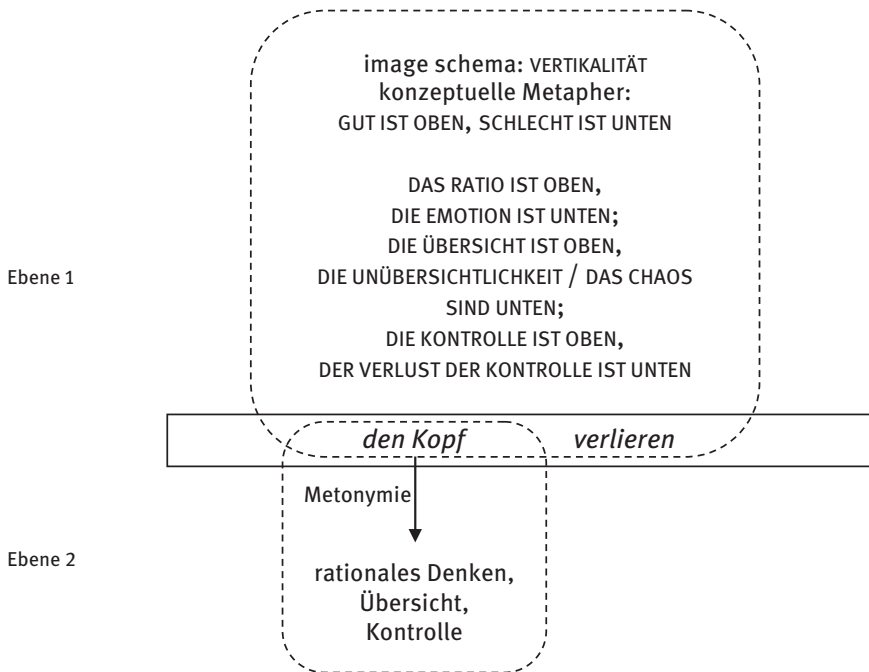 image schema: VERTIKALITÄT
konzeptuelle Metapher:
GUT IST OBEN, SCHLECHT IST UNTEN
DAS RATIO IST OBEN,
DIE EMOTION IST UNTEN;
DIE ÜBERSICHT IST OBEN,
Ebene 1
DIE UNÜBERSICHTLICHKEIT / DAS CHAOS
SIND UNTEN;
DIE KONTROLLE IST OBEN,
DER VERLUST DER KONTROLLE IST UNTEN
den Kopf verlieren
Metonymie
Ebene 2
rationales Denken,
Übersicht,
Kontrolle